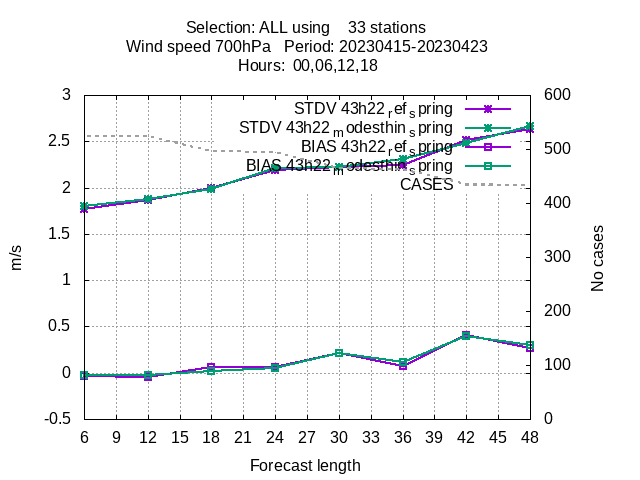 Selection: ALL using 33 stations
Wind speed 700hPa Period: 20230415-20230423
Hours: 00,06,12,18
STDV 43h22_ref_spring
STDV 43h22_modesthin_spring
BIAS 43h22_ref_spring
BIAS 43h22_modesthin_spring
CASES
3
2.5
2
1.5
1
0.5
0
-0.5
600
500
400
300
200
100
0
m/s
No cases
6 9 12 15 18 21 24 27 30 33 36 39 42 45 48
Forecast length